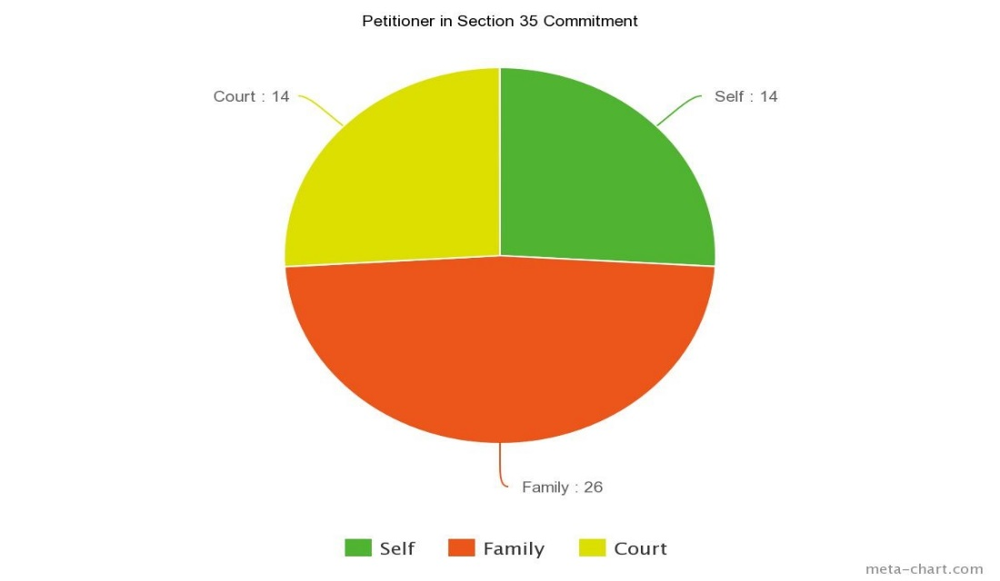 Petitioner in Section 35 Commitment
Court : 14
Self : 14
Family : 26
Self
Family
Court
meta-chart.com